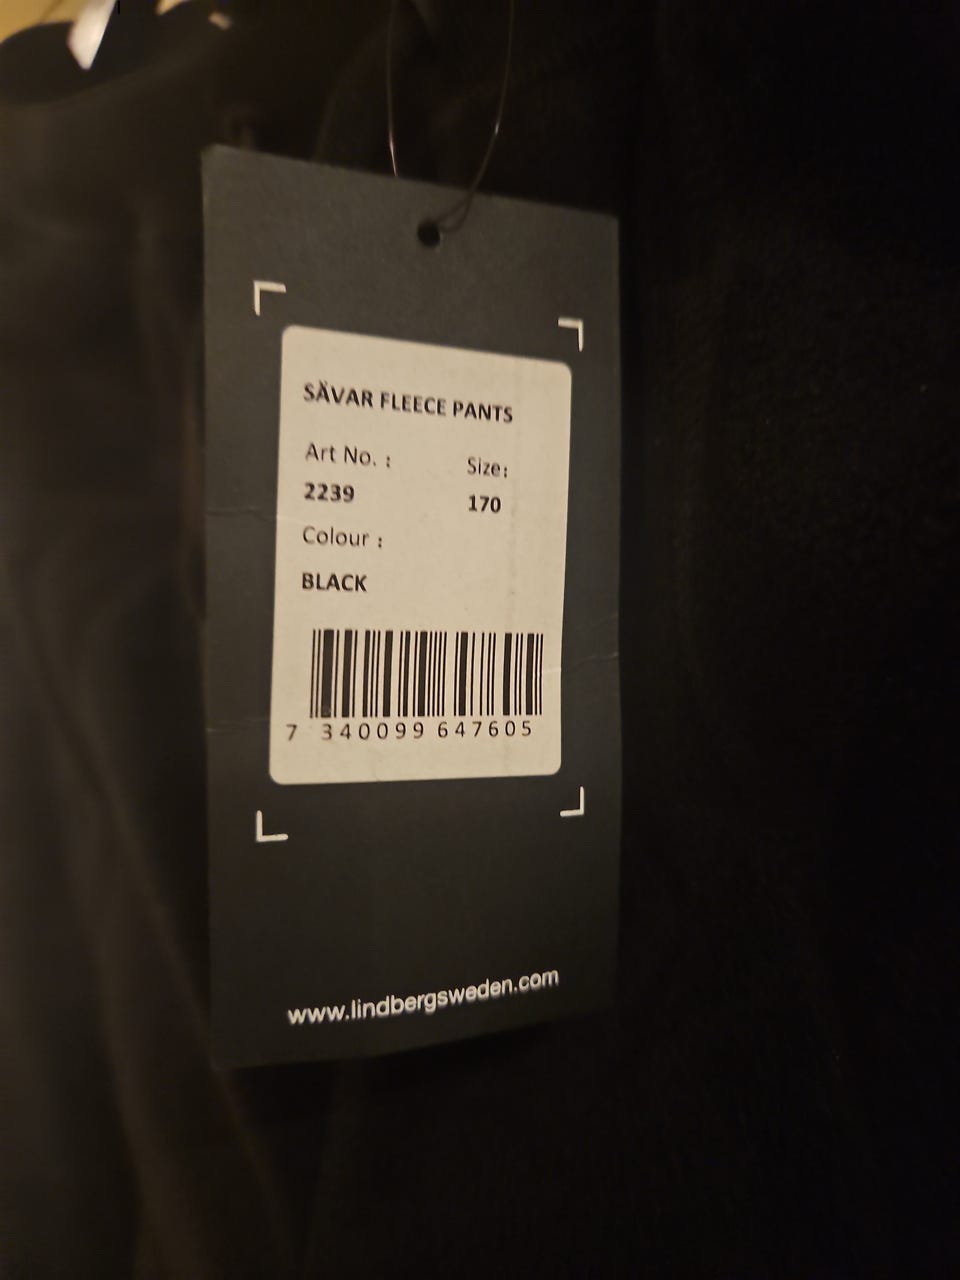 SÄVAR FLEECE PANTS
Art No. : Size:
2239 170
Colour :
BLACK
7 340099 647605
www.lindbergsweden.com